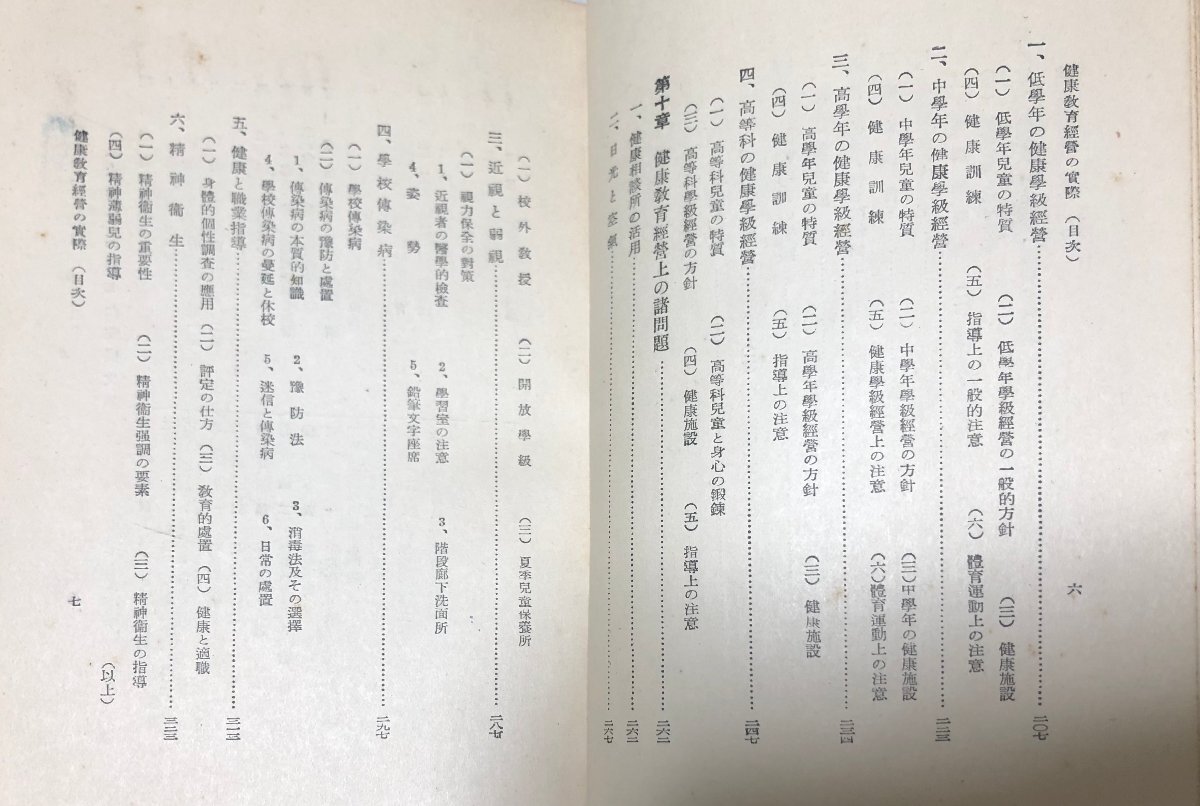 健康敎育經營の實際 (目次)　六
一、低學年の健康學級經營……二〇七
(一) 低學年兒童の特質　(二) 低學年學級經營の一般的方針　(三) 健康施設
(四) 健康訓練　(五) 指導上の一般的注意　(六) 體育運動上の注意
二、中學年の健康學級經營……二二三
(一) 中學年兒童の特質　(二) 中學年學級經營の方針　(三) 中學年の健康施設
(四) 健康訓練　(五) 健康學級經營上の注意　(六) 體育運動上の注意
三、高學年の健康學級經營……二三四
(一) 高學年兒童の特質　(二) 高學年學級經營の方針　(三) 健康施設
(四) 健康訓練　(五) 指導上の注意
四、高等科の健康學級經營……二四七
(一) 高等科兒童の特質　(二) 高等科兒童と身心の鍛鍊
(三) 高等科學級經營の方針　(四) 健康施設　(五) 指導上の注意
第十章　健康敎育經營上の諸問題……二六二
一、健康相談所の活用……二六二
二、日光と空氣……二六七
(一) 校外敎授　(二) 開放學級　(三) 夏季兒童保養所
三、近視と弱視……二八七
(一) 視力保全の對策
1、近視者の醫學的檢査　2、學習室の注意　3、階段廊下洗面所
4、姿勢　5、鉛筆文字座席
四、學校傳染病……二九七
(一) 學校傳染病
(二) 傳染病の豫防と處置
1、傳染病の本質的知識　2、豫防法　3、消毒法及その選擇
4、學校傳染病の蔓延と休校　5、迷信と傳染病　6、日常の處置
五、健康と職業指導……三一三
(一) 身體的個性調査の應用　(二) 評定の仕方　(三) 敎育的處置　(四) 健康と適職
六、精神衞生……三二三
(一) 精神衞生の重要性　(二) 精神衞生强調の要素　(三) 精神衞生の指導
(四) 精神薄弱兒の指導　(以上)
健康敎育經營の實際 (目次)　七